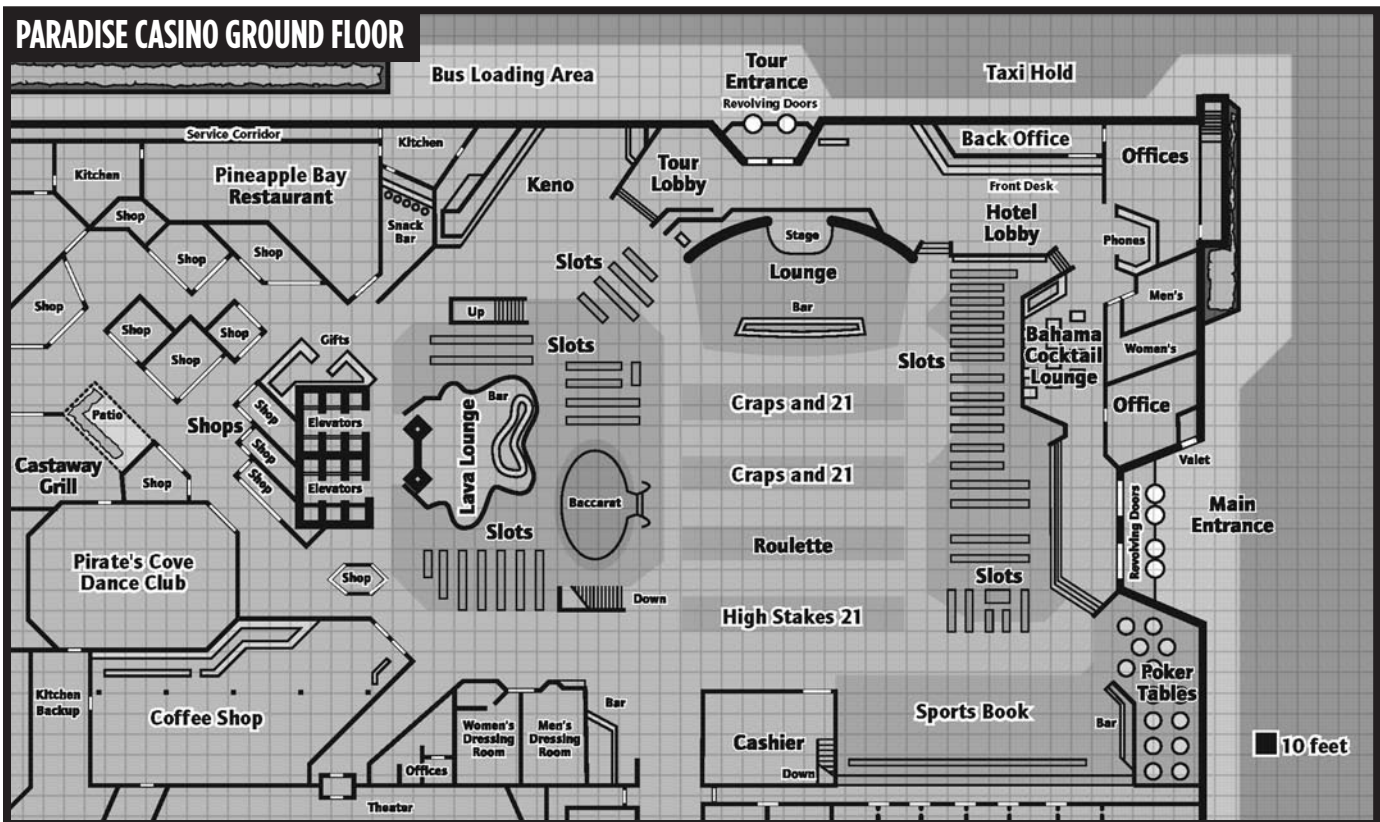 PARADISE CASINO GROUND FLOOR
Bus Loading Area
Tour
Entrance
Revolving Doors
Taxi Hold
Service Corridor
Kitchen
Back Office
Offices
Kitchen
Pineapple Bay
Restaurant
Keno
Tour
Lobby
Front Desk
Shop
Snack
Bar
Hotel
Lobby
Phones
Stage
Shop
Shop
Slots
Lounge
Shop
Men's
Up
Bar
Shop
Shop
Shop
Gifts
Slots
Slots
Bahama
Cocktail
Lounge
Women's
Patio
Shops
Shop
Elevators
Bar
Lava Lounge
Craps and 21
Office
Shop
Castaway
Grill
Shop
Shop
Elevators
Craps and 21
Valet
Baccarat
Revolving Doors
Main
Entrance
Slots
Roulette
Pirate's Cove
Dance Club
Shop
Slots
Down
High Stakes 21
Poker
Tables
Kitchen
Backup
Coffee Shop
Women's
Dressing
Room
Men's
Dressing
Room
Bar
Sports Book
Bar
Cashier
10 feet
Offices
Down
Theater